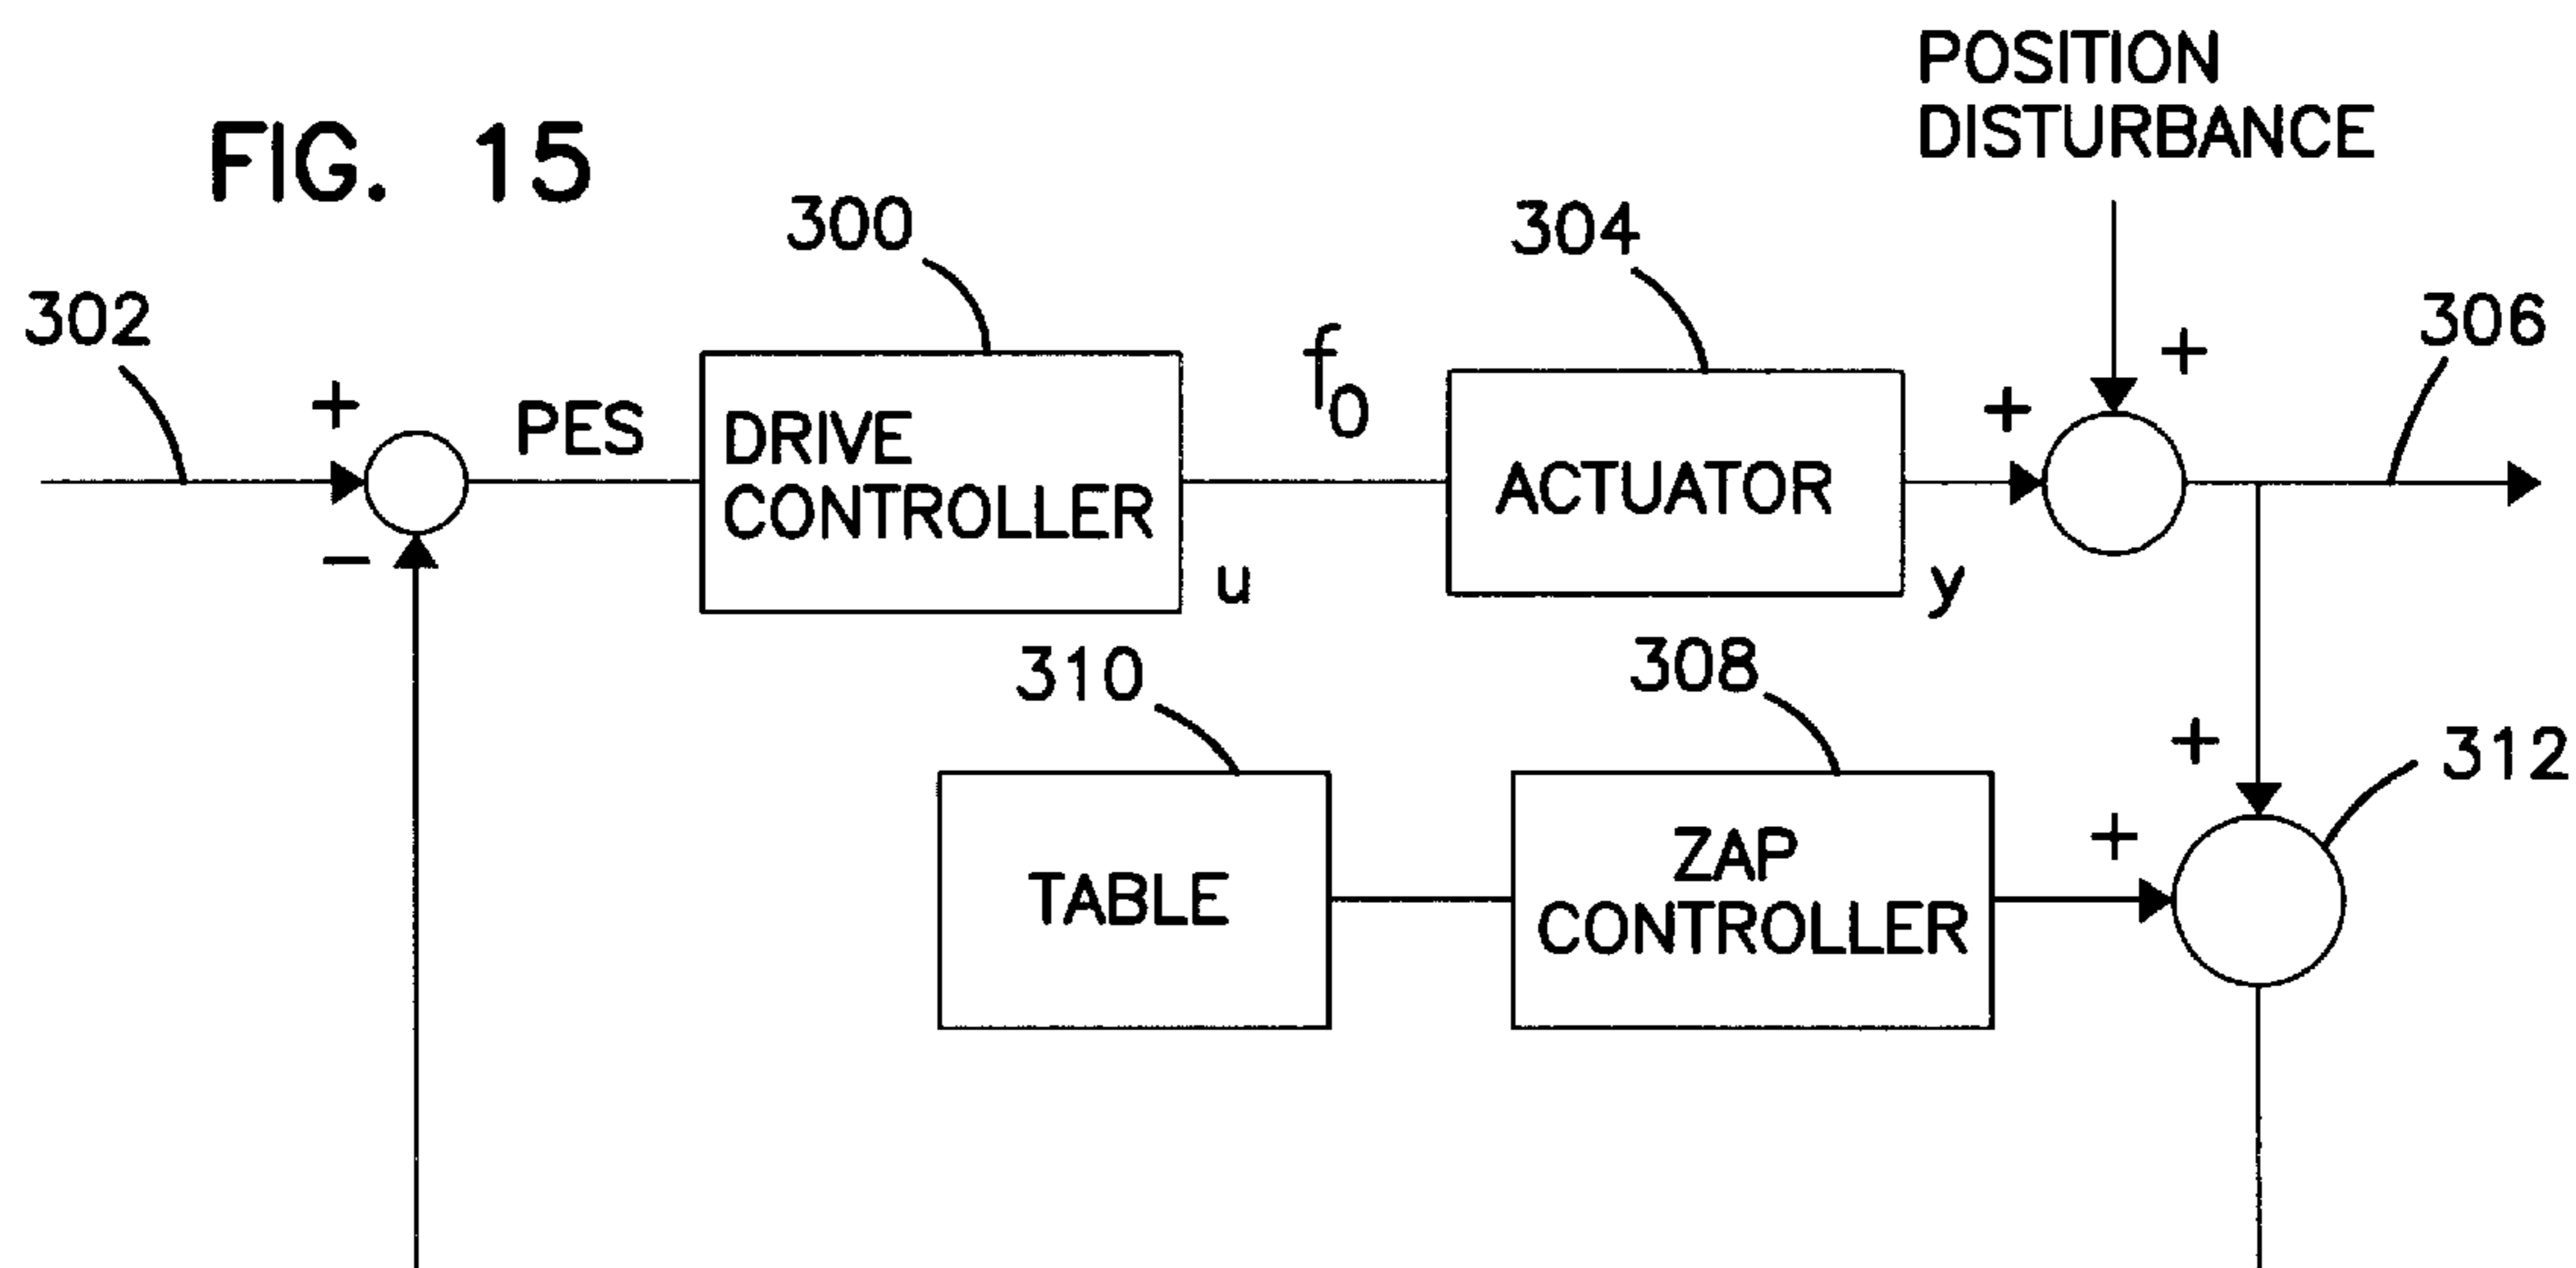 FIG. 15
POSITION
DISTURBANCE
300
304
302
306
+
+
+
PES
DRIVE
CONTROLLER
f0
ACTUATOR
−
u
y
310
308
+
312
TABLE
ZAP
CONTROLLER
+